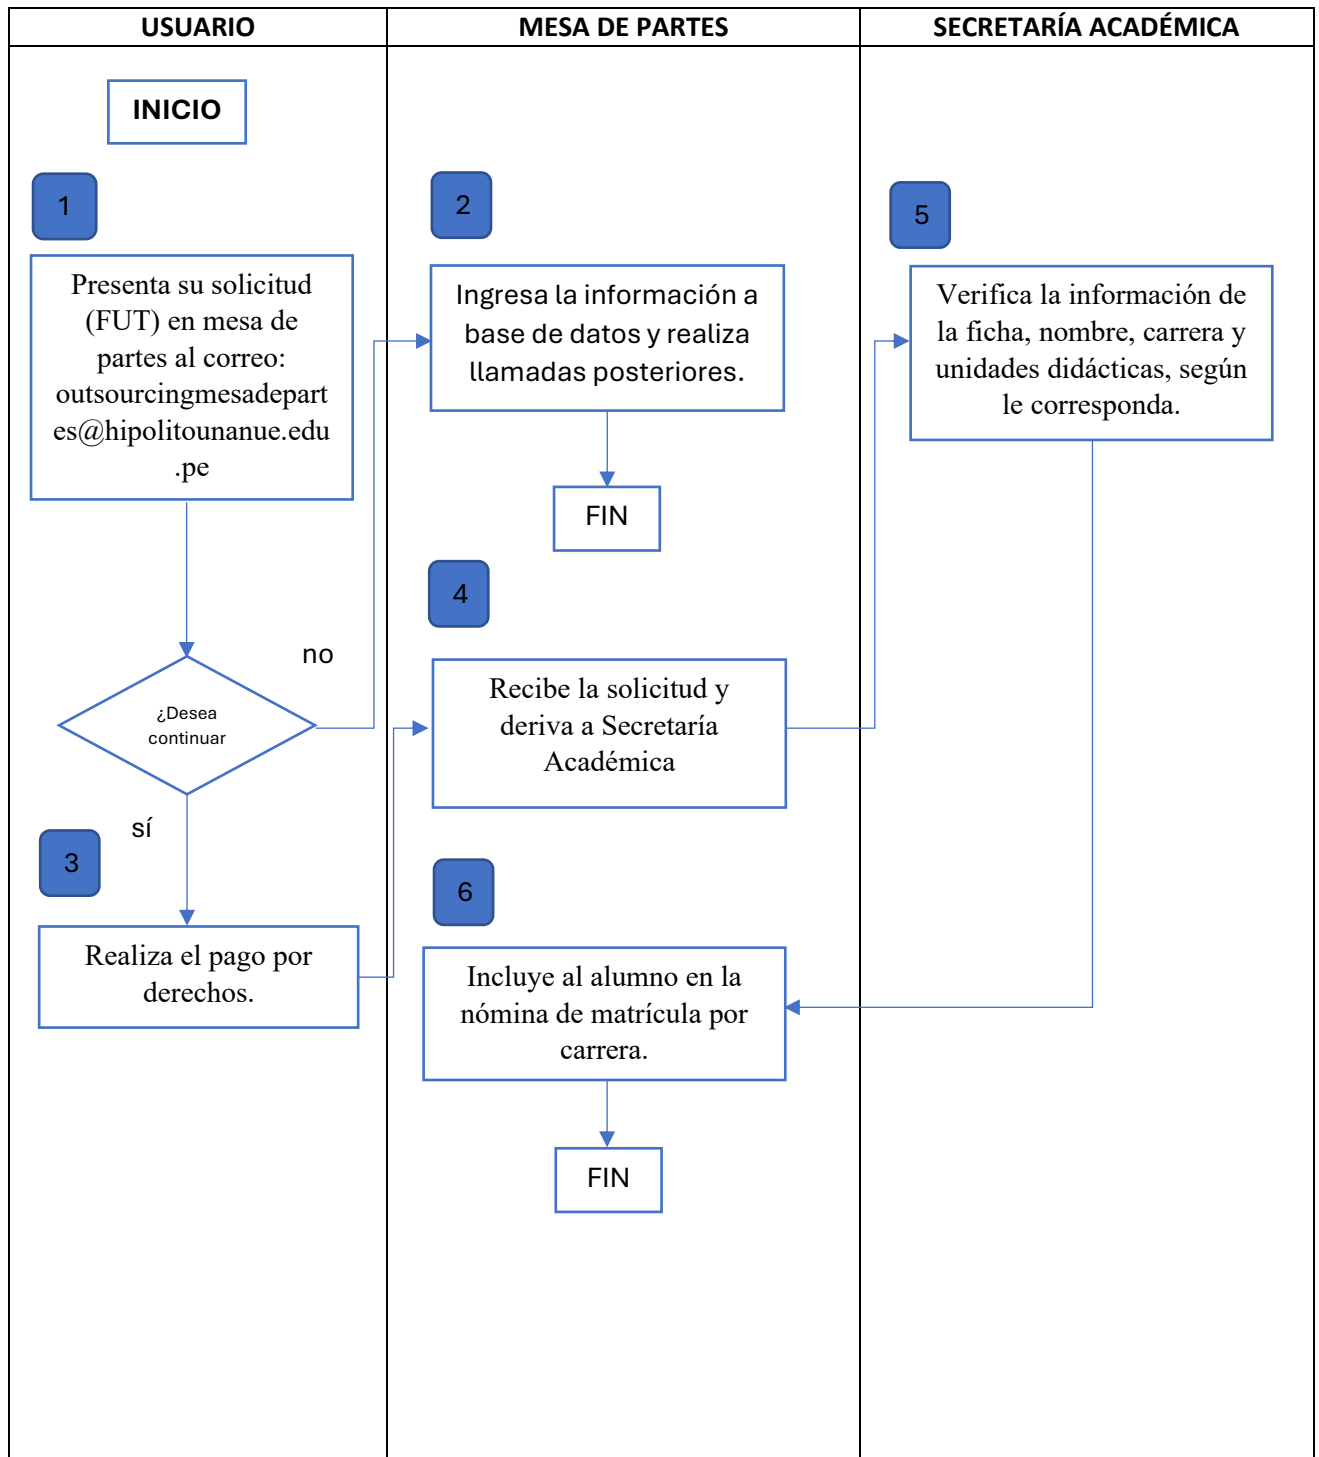 USUARIO
MESA DE PARTES
SECRETARÍA ACADÉMICA
INICIO
1
Presenta su solicitud
(FUT) en mesa de
partes al correo:
outsourcingmesadepart
es@hipolitounanue.edu
.pe
¿Desea
continuar
no
sí
3
Realiza el pago por
derechos.
2
Ingresa la información a
base de datos y realiza
llamadas posteriores.
FIN
4
Recibe la solicitud y
deriva a Secretaría
Académica
6
Incluye al alumno en la
nómina de matrícula por
carrera.
FIN
5
Verifica la información de
la ficha, nombre, carrera y
unidades didácticas, según
le corresponda.